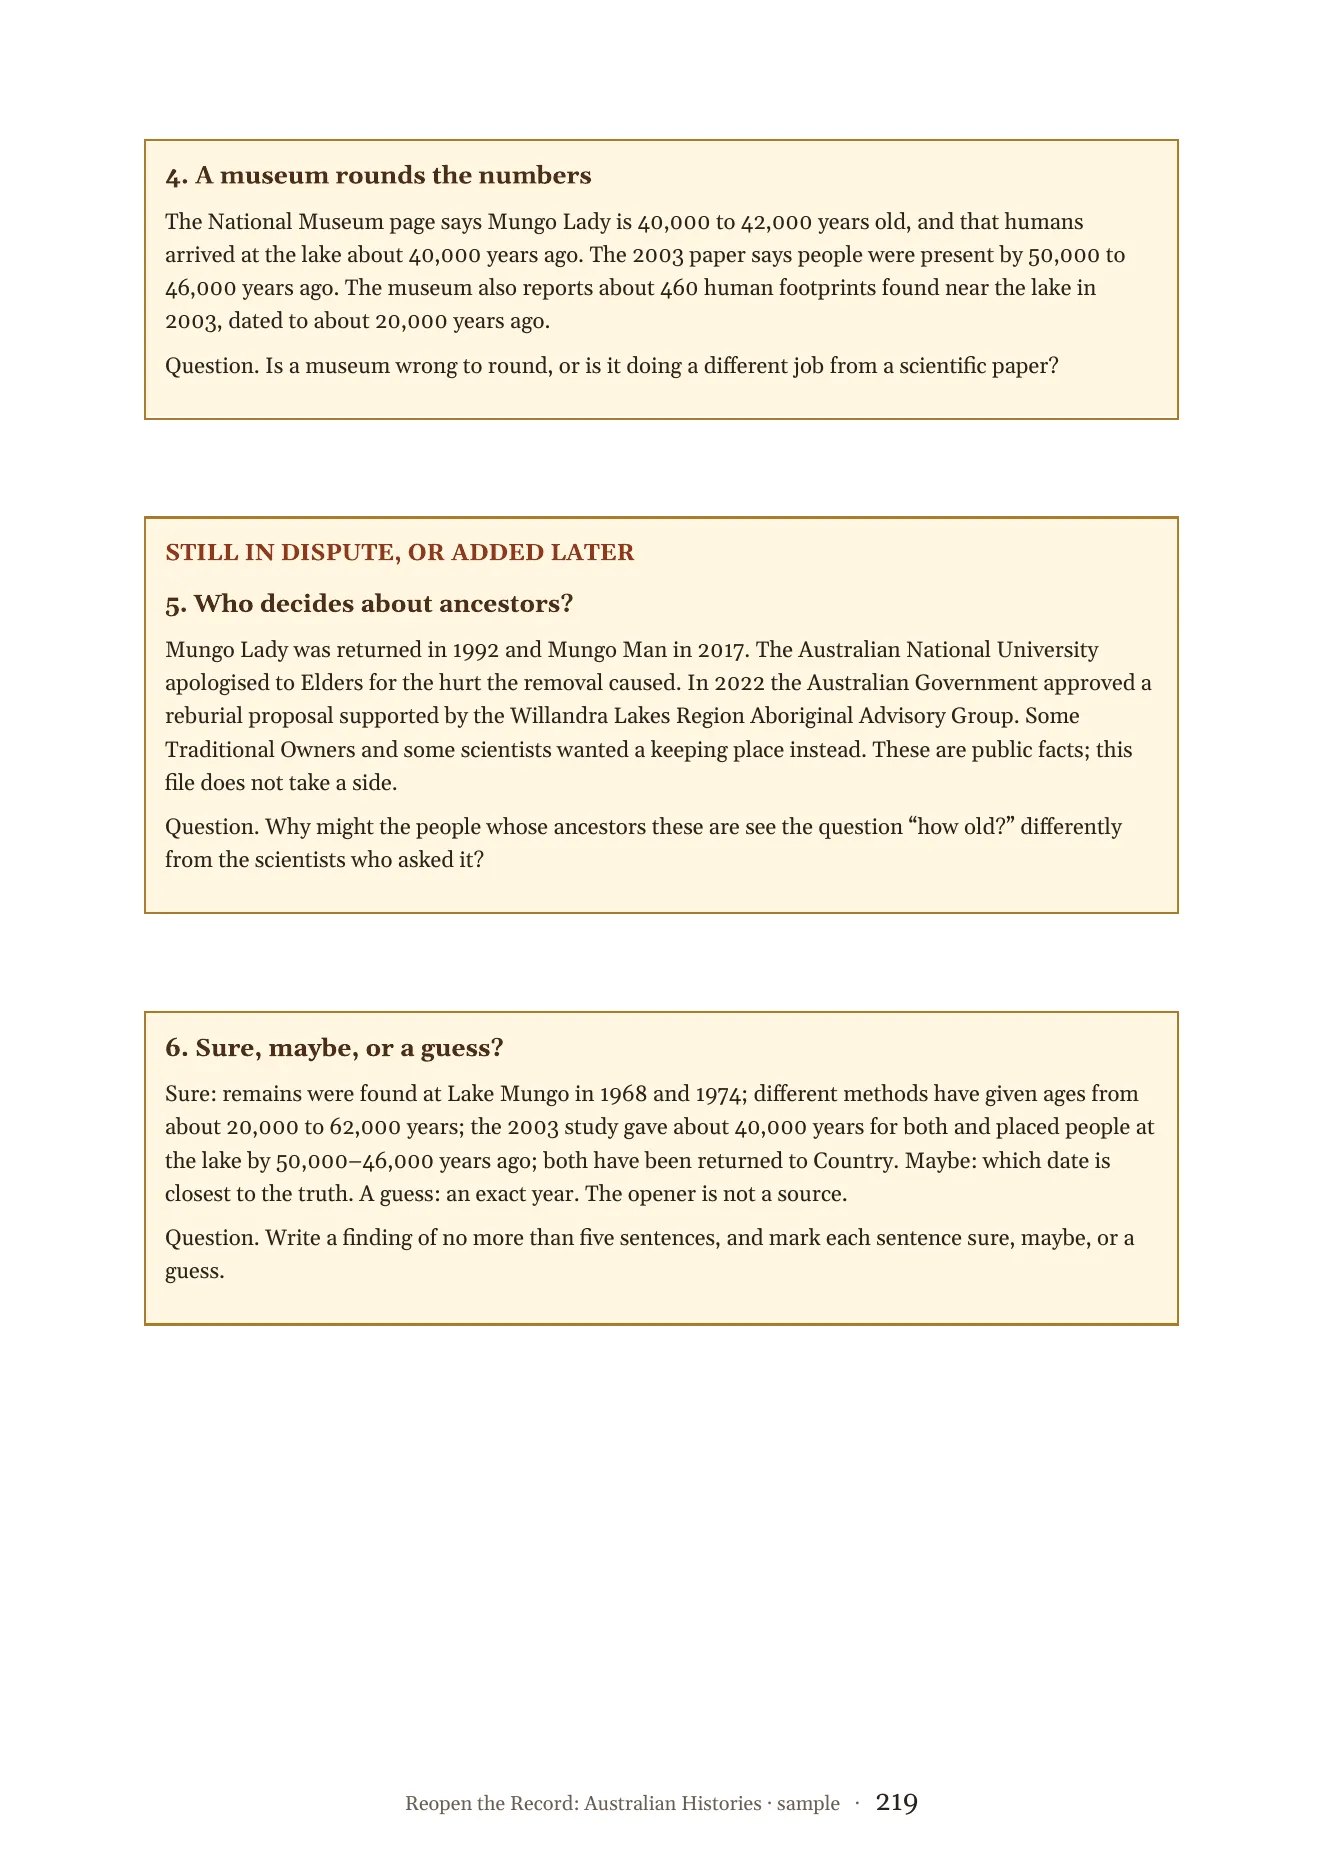 4. A museum rounds the numbers
The National Museum page says Mungo Lady is 40,000 to 42,000 years old, and that humans
arrived at the lake about 40,000 years ago. The 2003 paper says people were present by 50,000 to
46,000 years ago. The museum also reports about 460 human footprints found near the lake in
2003, dated to about 20,000 years ago.
Question. Is a museum wrong to round, or is it doing a different job from a scientific paper?
STILL IN DISPUTE, OR ADDED LATER
5. Who decides about ancestors?
Mungo Lady was returned in 1992 and Mungo Man in 2017. The Australian National University
apologised to Elders for the hurt the removal caused. In 2022 the Australian Government approved a
reburial proposal supported by the Willandra Lakes Region Aboriginal Advisory Group. Some
Traditional Owners and some scientists wanted a keeping place instead. These are public facts; this
file does not take a side.
Question. Why might the people whose ancestors these are see the question “how old?” differently
from the scientists who asked it?
6. Sure, maybe, or a guess?
Sure: remains were found at Lake Mungo in 1968 and 1974; different methods have given ages from
about 20,000 to 62,000 years; the 2003 study gave about 40,000 years for both and placed people at
the lake by 50,000–46,000 years ago; both have been returned to Country. Maybe: which date is
closest to the truth. A guess: an exact year. The opener is not a source.
Question. Write a finding of no more than five sentences, and mark each sentence sure, maybe, or a
guess.
Reopen the Record: Australian Histories · sample · 219